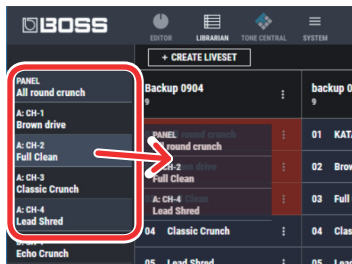 BOSS
EDITOR
LIBRARIAN
TONE CENTRAL
SYSTEM
+ CREATE LIVESET
PANEL
All round crunch
A: CH-1
Brown drive
A: CH-2
Full Clean
A: CH-3
Classic Crunch
A: CH-4
Lead Shred
Echo Crunch
Backup 0904
9
PANEL
All round crunch
CH-2
Full Clean
A: CH-4
Lead Shred
04 Classic Crunch
05 Lead Shred
backup 0
9
01 KAT
02 Brow
03 Full
04 Clas
05 Lead